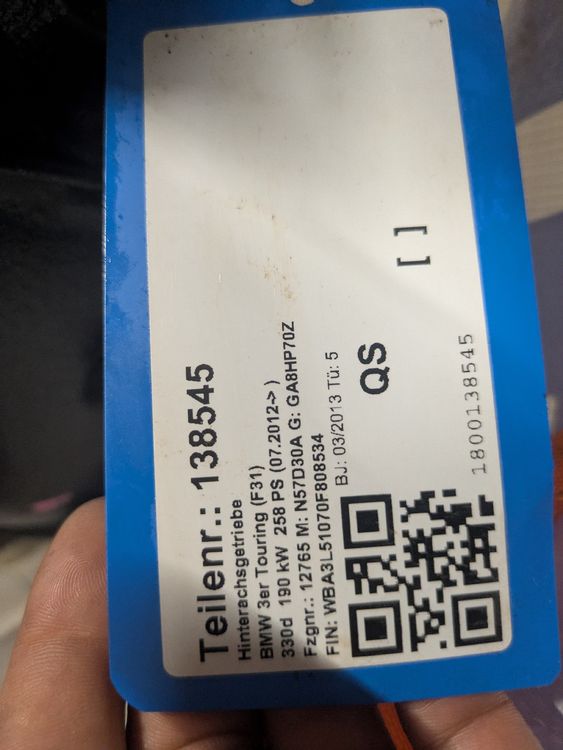 Teilenr.: 138545
Hinterachsgetriebe
BMW 3er Touring (F31)
330d 190 kW 258 PS (07.2012-> )
Fzgnr.: 12765 M: N57D30A G: GA8HP70Z
FIN: WBA3L51070F808534
BJ: 03/2013 Tü: 5
QS [ ]
1800138545